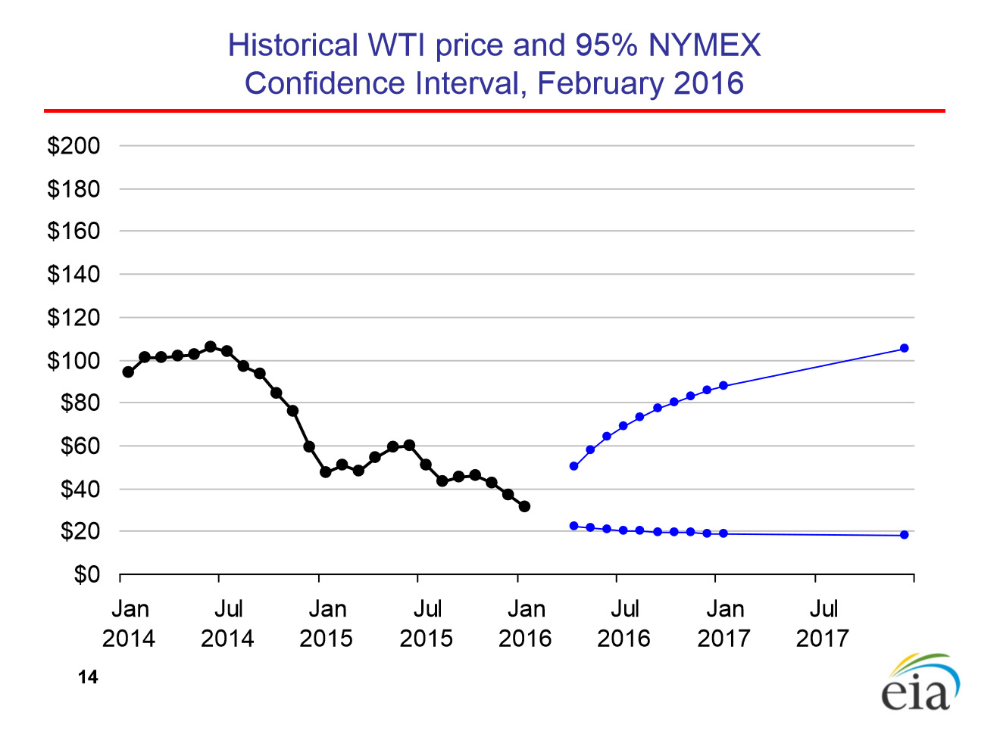 Historical WTI price and 95% NYMEX
Confidence Interval, February 2016
$200
$180
$160
$140
$120
$100
$80
$60
$40
$20
$0
Jan Jul Jan Jul Jan Jul Jan Jul
2014 2014 2015 2015 2016 2016 2017 2017
14
eia